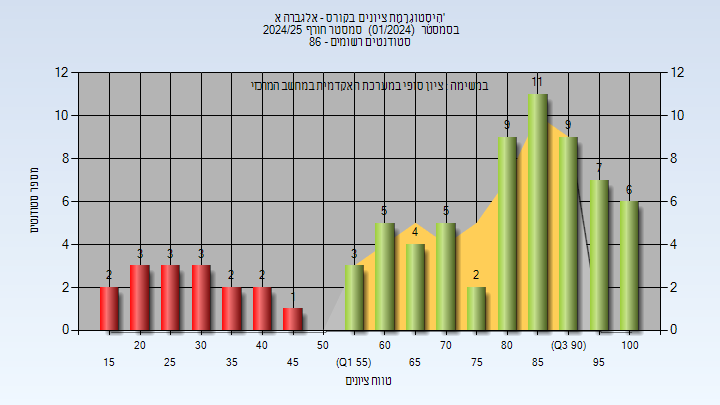 היסטוגרמת ציונים בקורס - אלגברה א'
בסמסטר (01/2024) סמסטר חורף 2024/25
סטודנטים רשומים - 86
במשימה: ציון סופי במערכת האקדמית במחשב המרכזי
12 12
10 10
8 8
6 6
4 4
2 2
0 0
2 3 3 3 2 2 1 3 5 4 5 2 9 11 9 7 6
מספר סטודנטים
20 30 40 50 60 70 80 (Q3 90) 100
15 25 35 45 (Q1 55) 65 75 85 95
טווח ציונים